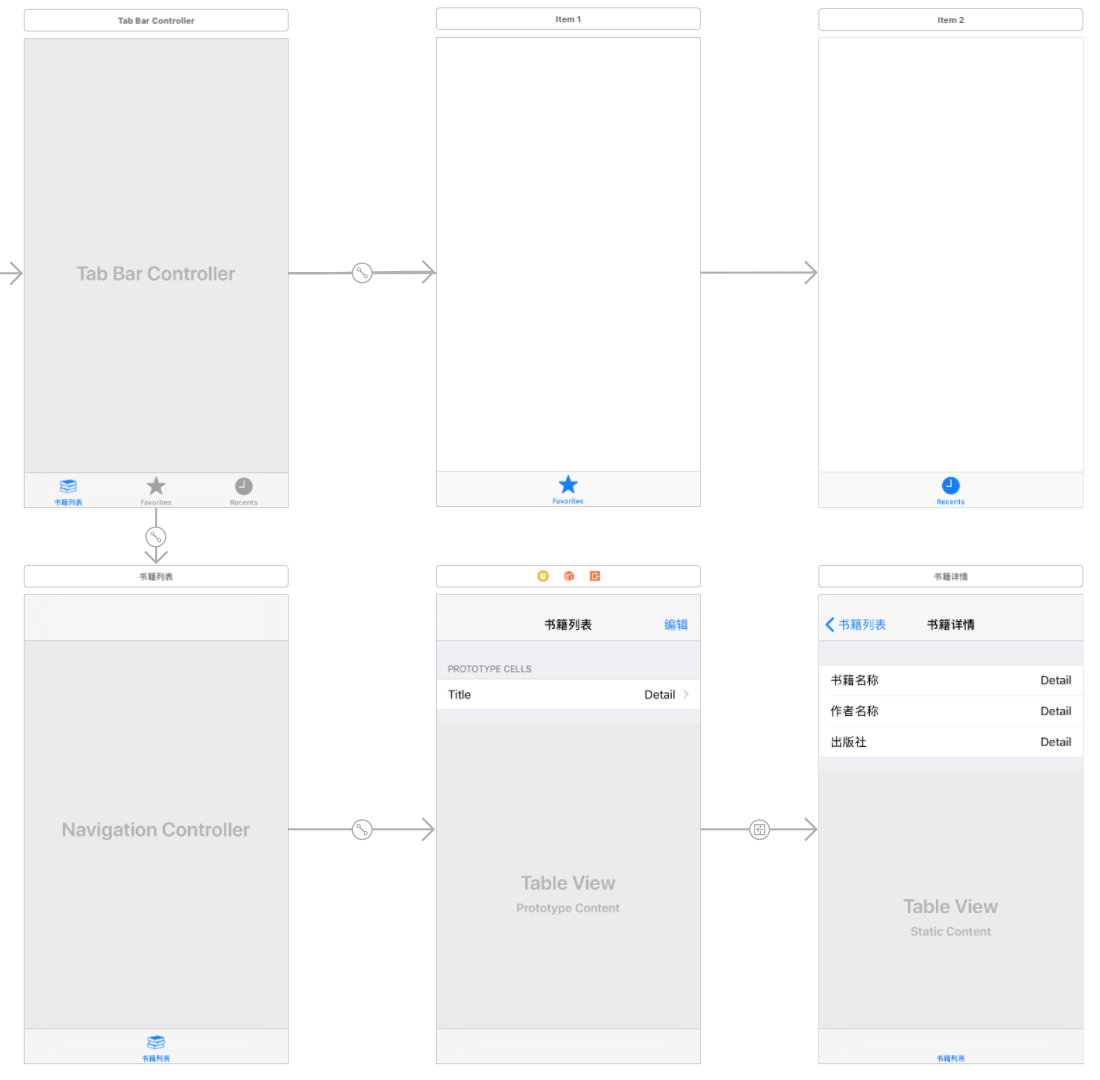 Tab Bar Controller
Item 1
Item 2
Tab Bar Controller
书籍列表
Favorites
Recents
Favorites
Recents
书籍列表
书籍详情
书籍列表
编辑
书籍列表
书籍详情
PROTOTYPE CELLS
Title
Detail
书籍名称
Detail
作者名称
Detail
出版社
Detail
Navigation Controller
Table View
Prototype Content
Table View
Static Content
书籍列表
书籍列表